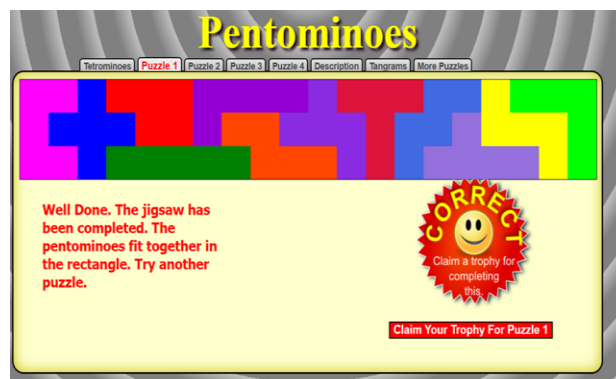 Pentominoes
Tetrominoes Puzzle 1 Puzzle 2 Puzzle 3 Puzzle 4 Description Tangrams More Puzzles
Well Done. The jigsaw has
been completed. The
pentominoes fit together in
the rectangle. Try another
puzzle.
CORRECT
Claim a trophy for
completing
this.
Claim Your Trophy For Puzzle 1